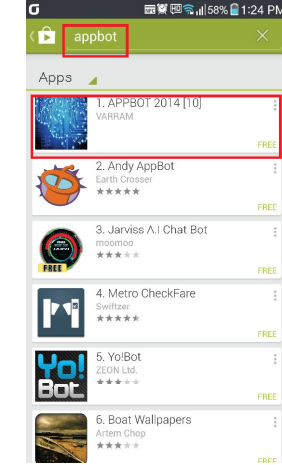 58% 1:24 PM
appbot
Apps
1. APPBOT 2014 [10]
VARRAM
FREE
2. Andy AppBot
Earth Crosser
FREE
FREE
3. Jarviss A.I Chat Bot
moomoo
FREE
4. Metro CheckFare
Swiftzer
FREE
Yo!
Bot
5. Yo!Bot
ZEON Ltd.
FREE
6. Boat Wallpapers
Artem Chop
FREE